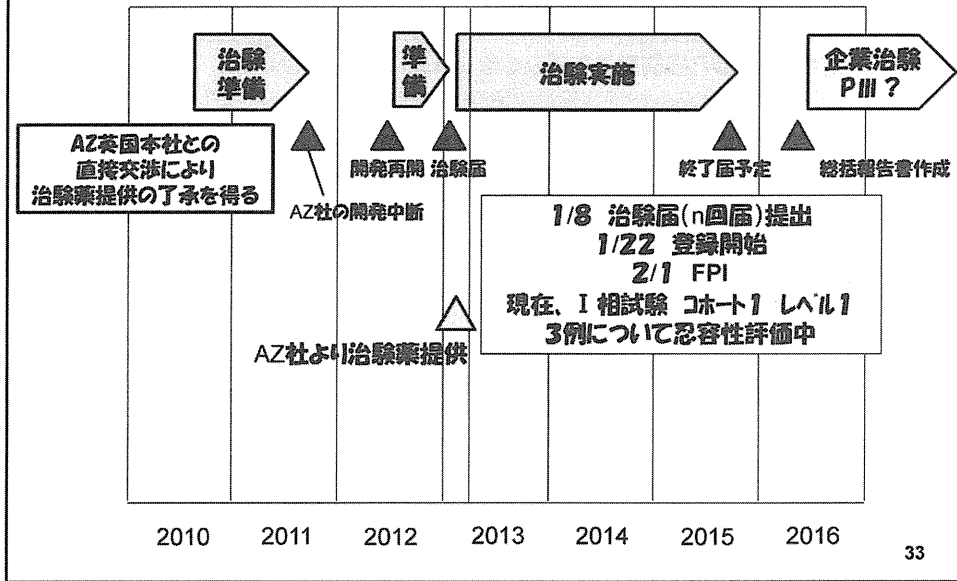 治験
準備
準
備
治験実施
企業治験
PⅢ？
AZ英国本社との
直接交渉により
治験薬提供の了承を得る
AZ社の開発中断
開発再開
治験届
終了届予定
総括報告書作成
1/8 治験届(n回届)提出
1/22 登録開始
2/1 FPI
現在、Ⅰ相試験 コホート1 レベル1
3例について忍容性評価中
AZ社より治験薬提供
2010
2011
2012
2013
2014
2015
2016
33